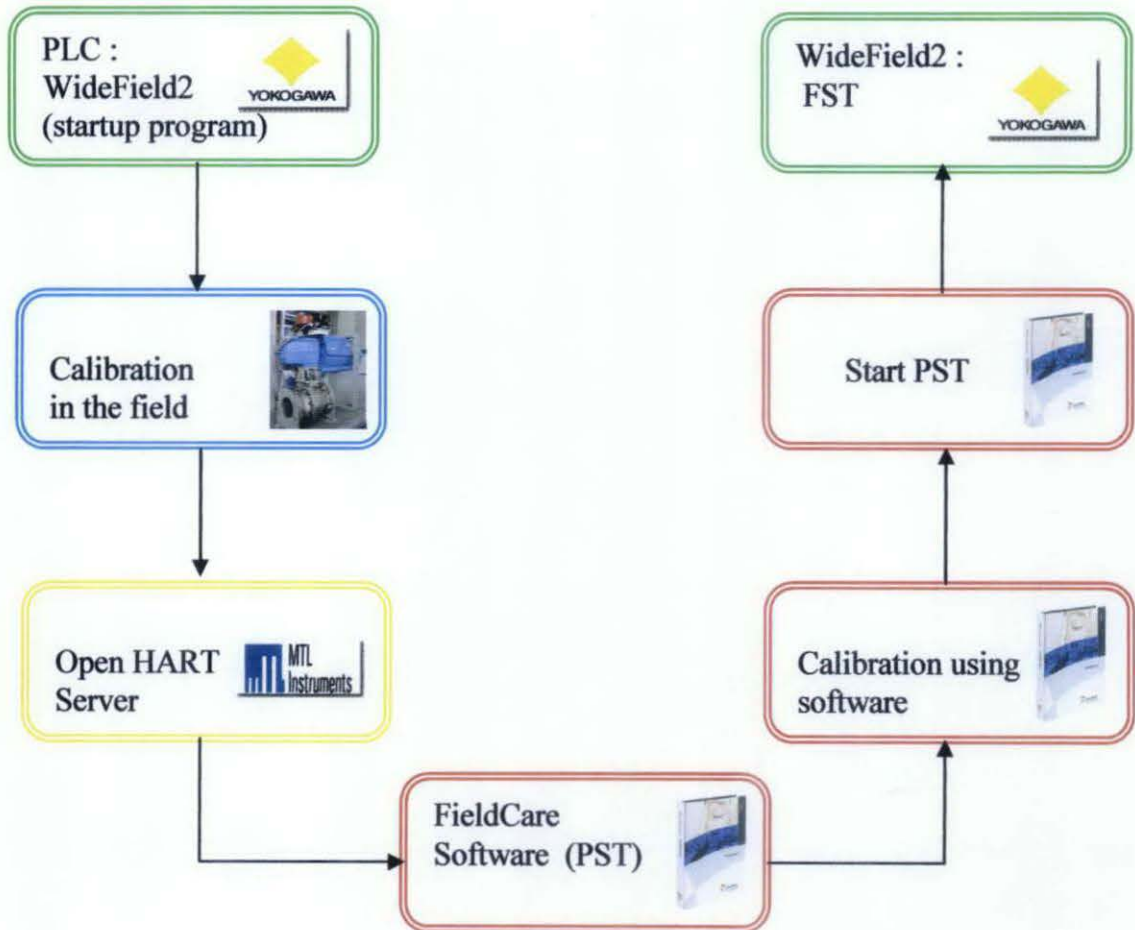 PLC :
WideField2
(startup program)
YOKOGAWA
Calibration
in the field
Open HART
Server
MTL
Instruments
FieldCare
Software (PST)
Calibration using
software
Start PST
WideField2 :
FST
YOKOGAWA